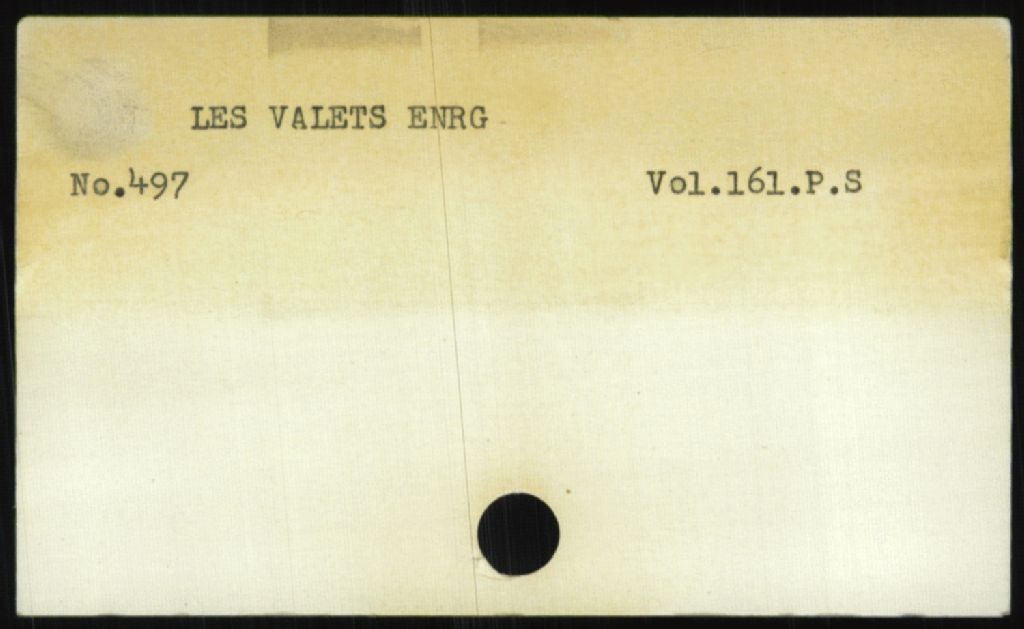 LES VALETS ENRG
No.497 Vol.161.P.S